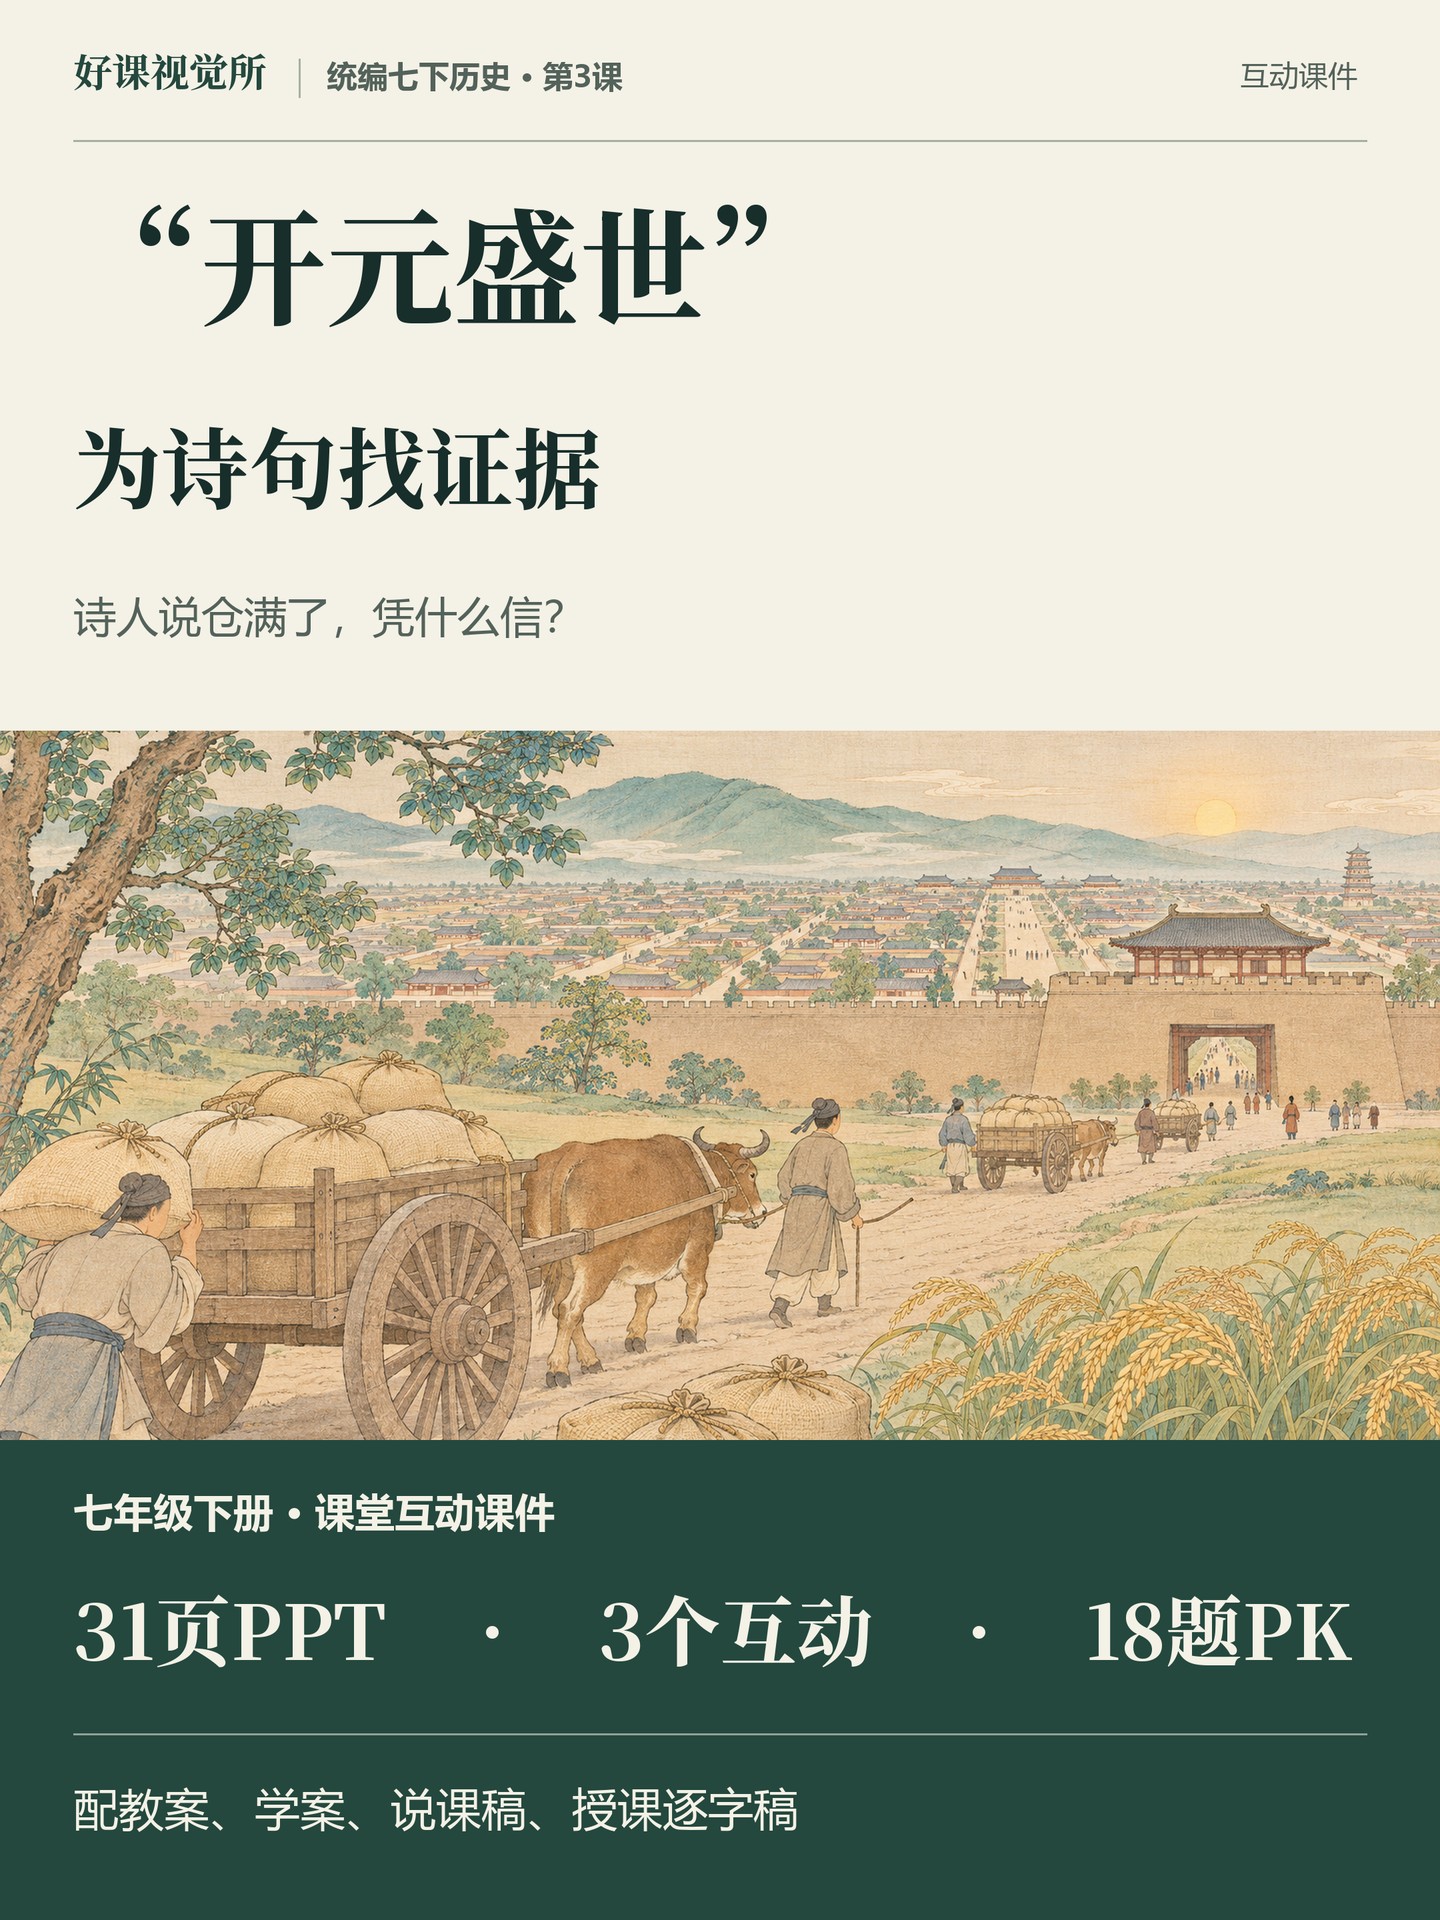 好课视觉所 | 统编七下历史·第3课 互动课件
“开元盛世”
为诗句找证据
诗人说仓满了，凭什么信？
七年级下册·课堂互动课件
31页PPT · 3个互动 · 18题PK
配教案、学案、说课稿、授课逐字稿